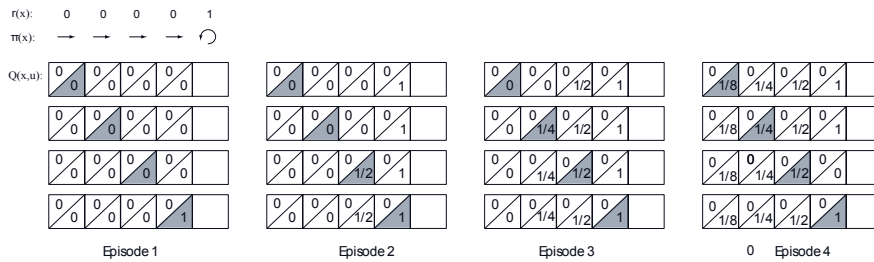 r(x): 0 0 0 0 1
π(x): → → → →
Q(x,u): 0 0 0 0 0 0 0 0 0 0 0 0 0 0 0 0
0 0 0 0 0 0 0 1 0 0 1/2 1 1/8 1/4 1/2 1
0 0 0 0 0 0 0 0 0 0 0 0 0 0 0 0
0 0 0 0 0 0 0 1 0 1/4 1/2 1 1/8 1/4 1/2 1
0 0 0 0 0 0 0 0 0 0 0 0 0 0 0 0
0 0 0 0 0 0 1/2 1 0 1/4 1/2 1 1/8 1/4 1/2 0
0 0 0 0 0 0 0 0 0 0 0 0 0 0 0 0
0 0 0 1 0 0 1/2 1 0 1/4 1/2 1 1/8 1/4 1/2 1
Episode 1 Episode 2 Episode 3 0 Episode 4